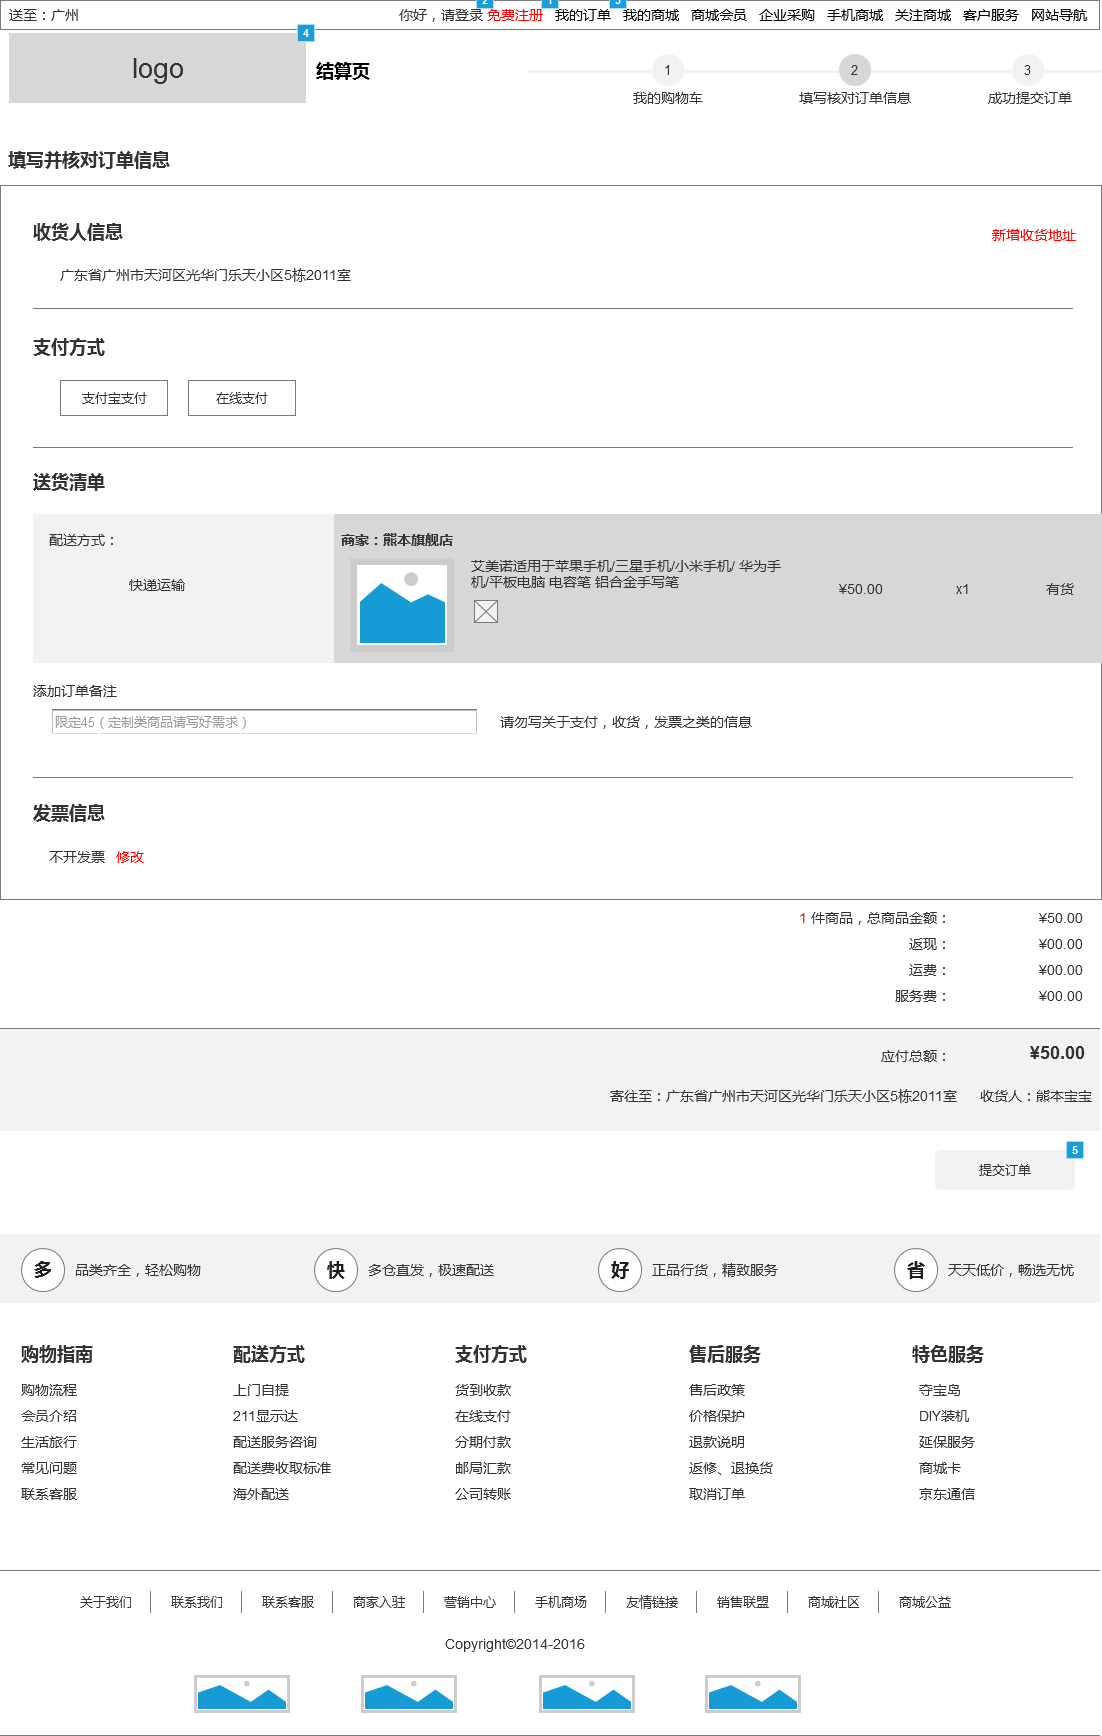 送至：广州
你好，请登录 免费注册 我的订单 我的商城 商城会员 企业采购 手机商城 关注商城 客户服务 网站导航
2 1 3
4
logo
结算页
1 2 3
我的购物车 填写核对订单信息 成功提交订单
填写并核对订单信息
收货人信息
新增收货地址
广东省广州市天河区光华门乐天小区5栋2011室
支付方式
支付宝支付 在线支付
送货清单
配送方式：
快递运输
商家：熊本旗舰店
艾美诺适用于苹果手机/三星手机/小米手机/ 华为手
机/平板电脑 电容笔 铝合金手写笔
¥50.00 x1 有货
添加订单备注
限定45（定制类商品请写好需求）
请勿写关于支付，收货，发票之类的信息
发票信息
不开发票 修改
1 件商品，总商品金额： ¥50.00
返现： ¥00.00
运费： ¥00.00
服务费： ¥00.00
应付总额： ¥50.00
寄往至：广东省广州市天河区光华门乐天小区5栋2011室 收货人：熊本宝宝
5
提交订单
多 品类齐全，轻松购物 快 多仓直发，极速配送 好 正品行货，精致服务 省 天天低价，畅选无忧
购物指南 配送方式 支付方式 售后服务 特色服务
购物流程 上门自提 货到收款 售后政策 夺宝岛
会员介绍 211显示达 在线支付 价格保护 DIY装机
生活旅行 配送服务咨询 分期付款 退款说明 延保服务
常见问题 配送费收取标准 邮局汇款 返修、退换货 商城卡
联系客服 海外配送 公司转账 取消订单 京东通信
关于我们 联系我们 联系客服 商家入驻 营销中心 手机商场 友情链接 销售联盟 商城社区 商城公益
Copyright©2014-2016